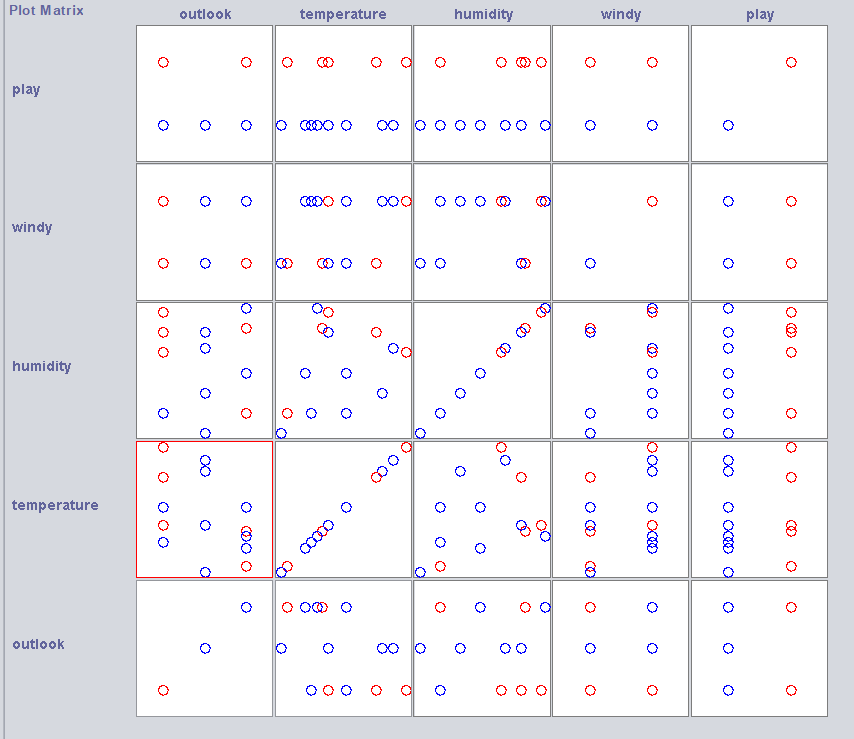 Plot Matrix
outlook temperature humidity windy play
play
windy
humidity
temperature
outlook